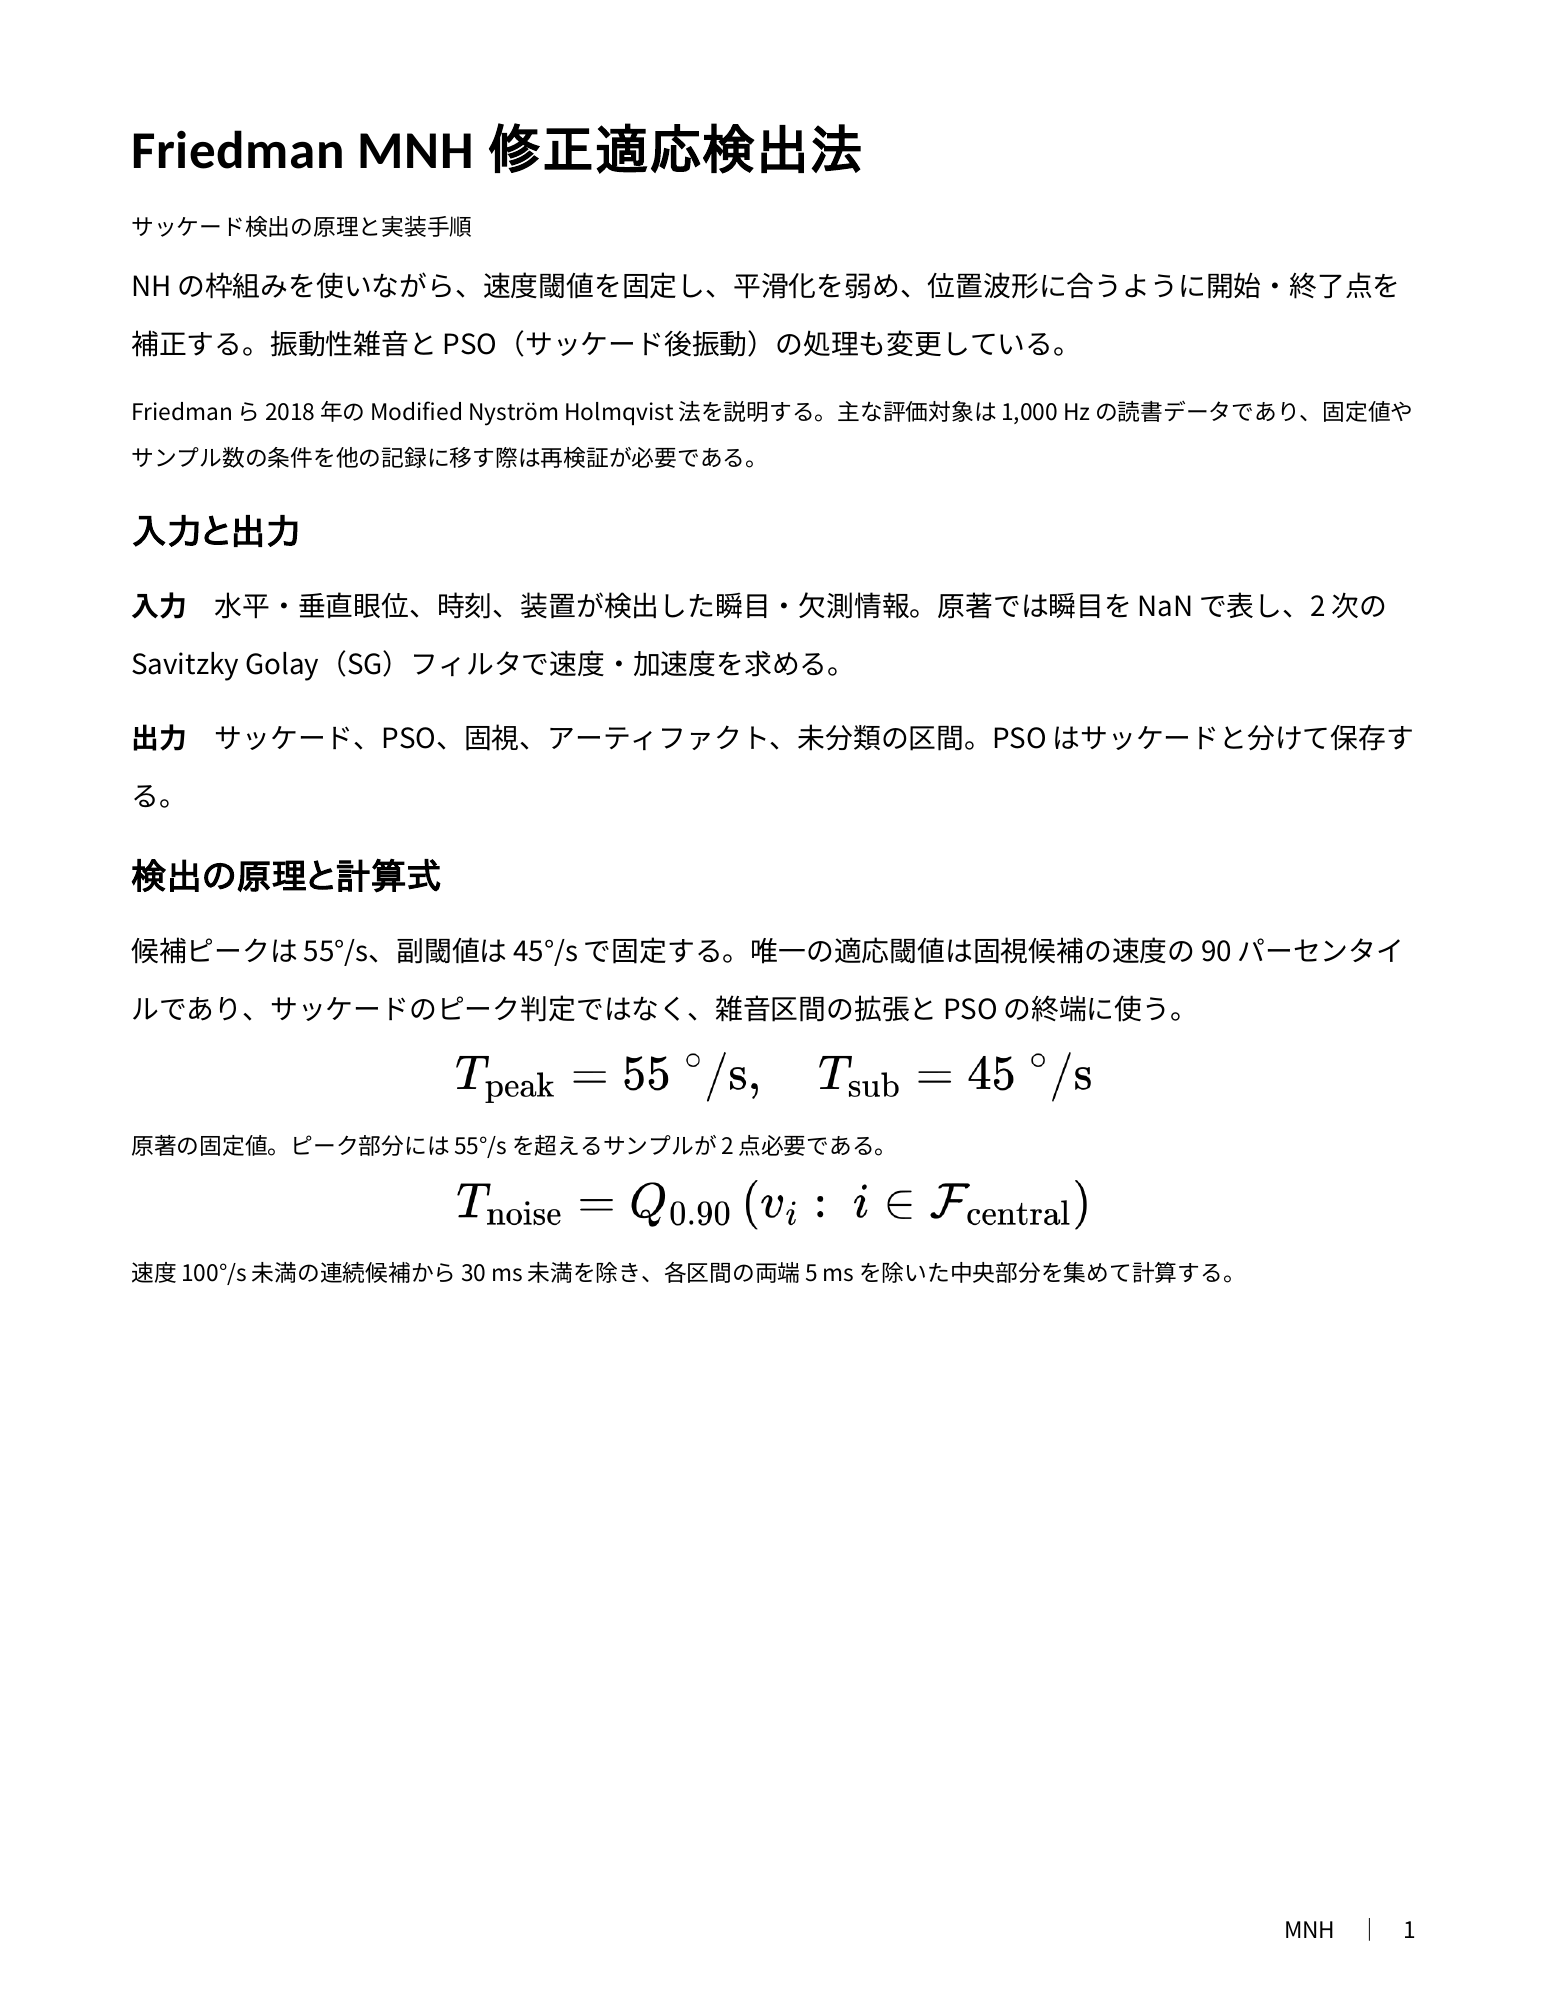 Friedman MNH 修正適応検出法
サッケード検出の原理と実装手順
NH の枠組みを使いながら、速度閾値を固定し、平滑化を弱め、位置波形に合うように開始・終了点を
補正する。振動性雑音と PSO（サッケード後振動）の処理も変更している。
Friedman ら 2018 年の Modified Nyström Holmqvist 法を説明する。主な評価対象は 1,000 Hz の読書データであり、固定値や
サンプル数の条件を他の記録に移す際は再検証が必要である。
入力と出力
入力　水平・垂直眼位、時刻、装置が検出した瞬目・欠測情報。原著では瞬目を NaN で表し、2 次の
Savitzky Golay（SG）フィルタで速度・加速度を求める。
出力　サッケード、PSO、固視、アーティファクト、未分類の区間。PSO はサッケードと分けて保存す
る。
検出の原理と計算式
候補ピークは 55°/s、副閾値は 45°/s で固定する。唯一の適応閾値は固視候補の速度の 90 パーセンタイ
ルであり、サッケードのピーク判定ではなく、雑音区間の拡張と PSO の終端に使う。
T_peak = 55 °/s,　T_sub = 45 °/s
原著の固定値。ピーク部分には 55°/s を超えるサンプルが 2 点必要である。
T_noise = Q_0.90 (v_i : i ∈ ℱ_central)
速度 100°/s 未満の連続候補から 30 ms 未満を除き、各区間の両端 5 ms を除いた中央部分を集めて計算する。
MNH ｜ 1